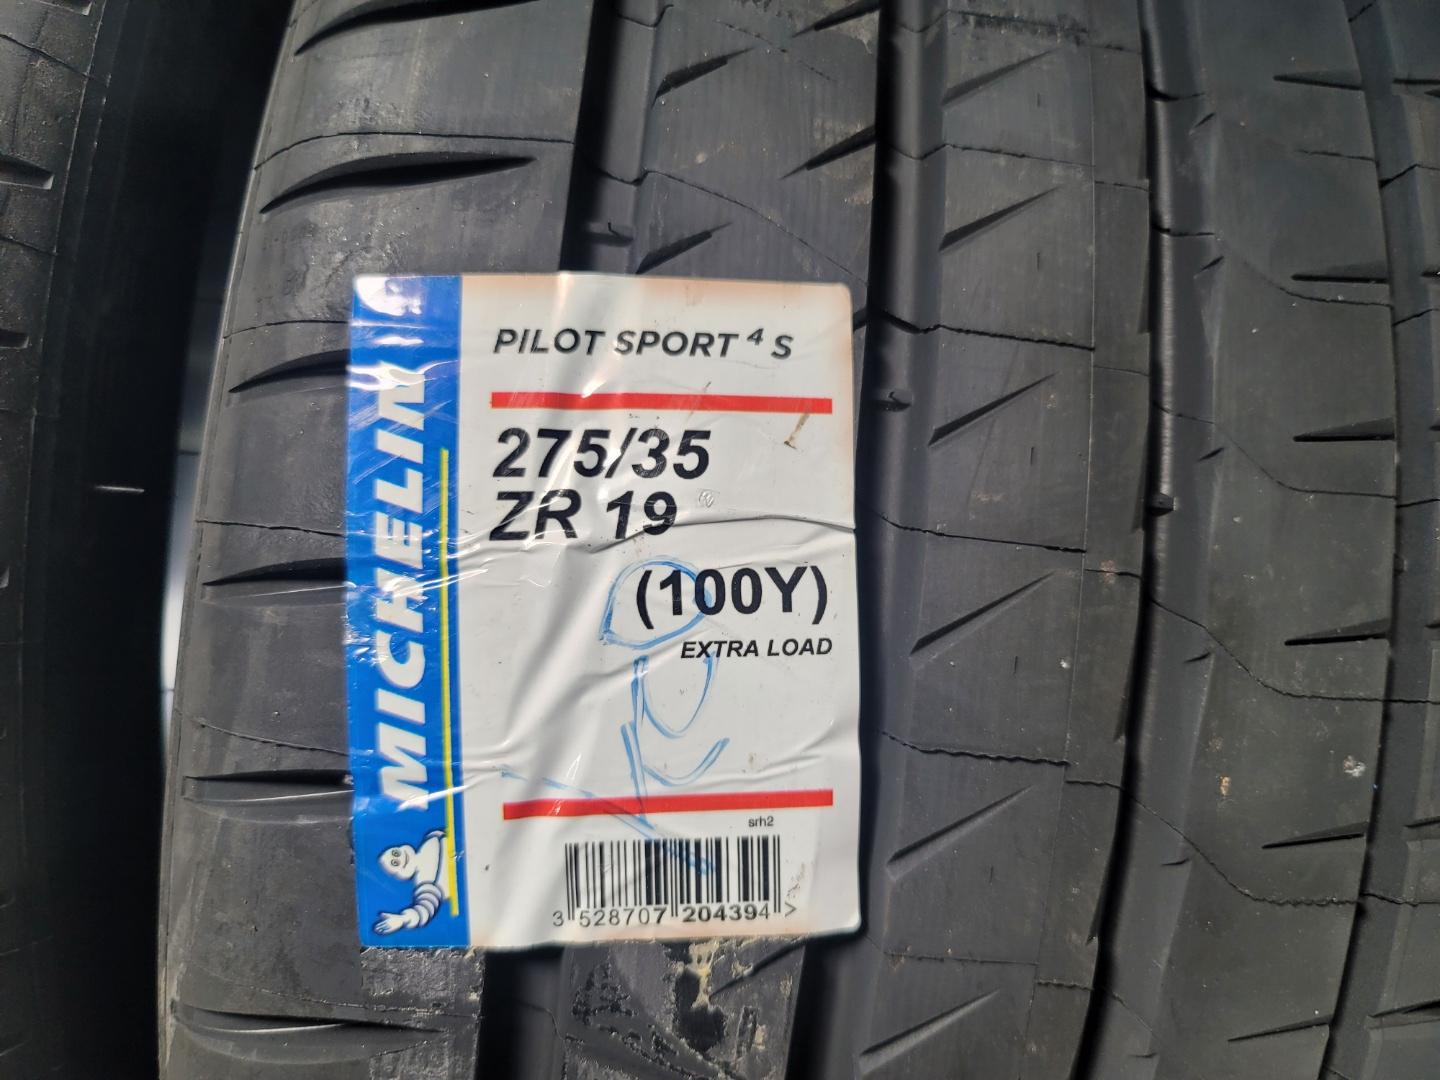 MICHELIN
PILOT SPORT 4 S
275/35
ZR 19
(100Y)
EXTRA LOAD
srh2
3 528707 204394 >